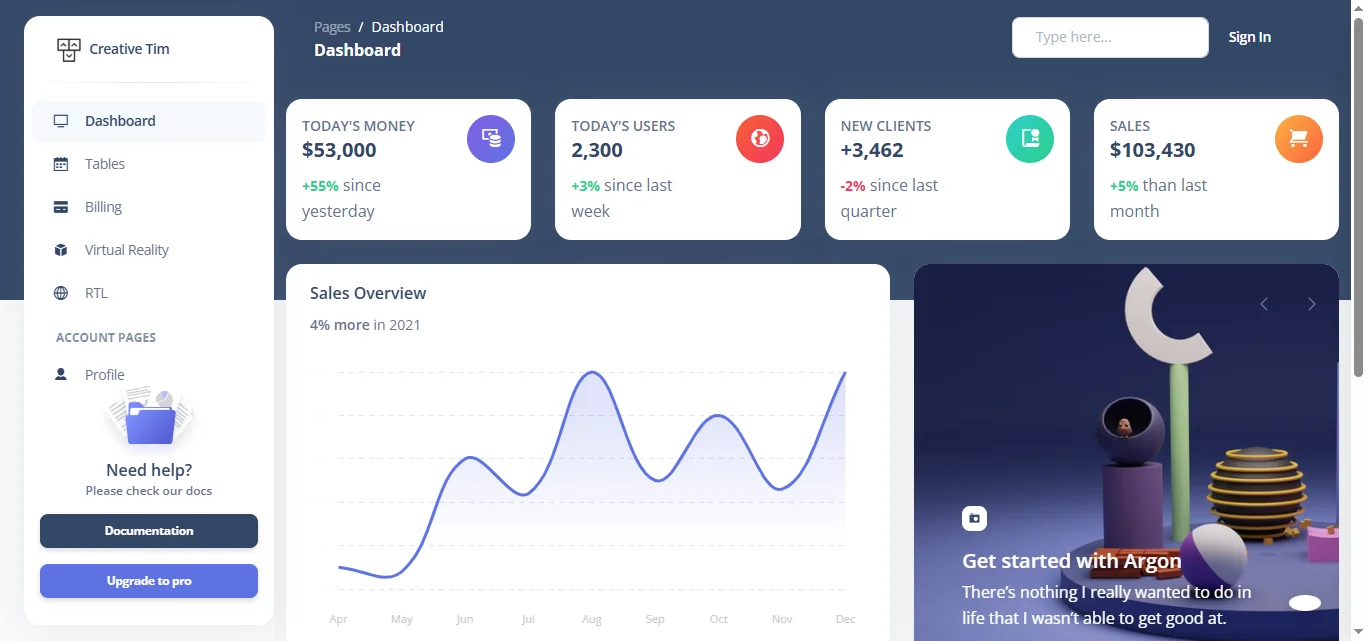 Creative Tim
Dashboard
Tables
Billing
Virtual Reality
RTL
ACCOUNT PAGES
Profile
Need help?
Please check our docs
Documentation
Upgrade to pro
Pages / Dashboard
Dashboard
Type here...
Sign In
TODAY'S MONEY
$53,000
+55% since
yesterday
TODAY'S USERS
2,300
+3% since last
week
NEW CLIENTS
+3,462
-2% since last
quarter
SALES
$103,430
+5% than last
month
Sales Overview
4% more in 2021
Apr May Jun Jul Aug Sep Oct Nov Dec
Get started with Argon
There’s nothing I really wanted to do in
life that I wasn’t able to get good at.